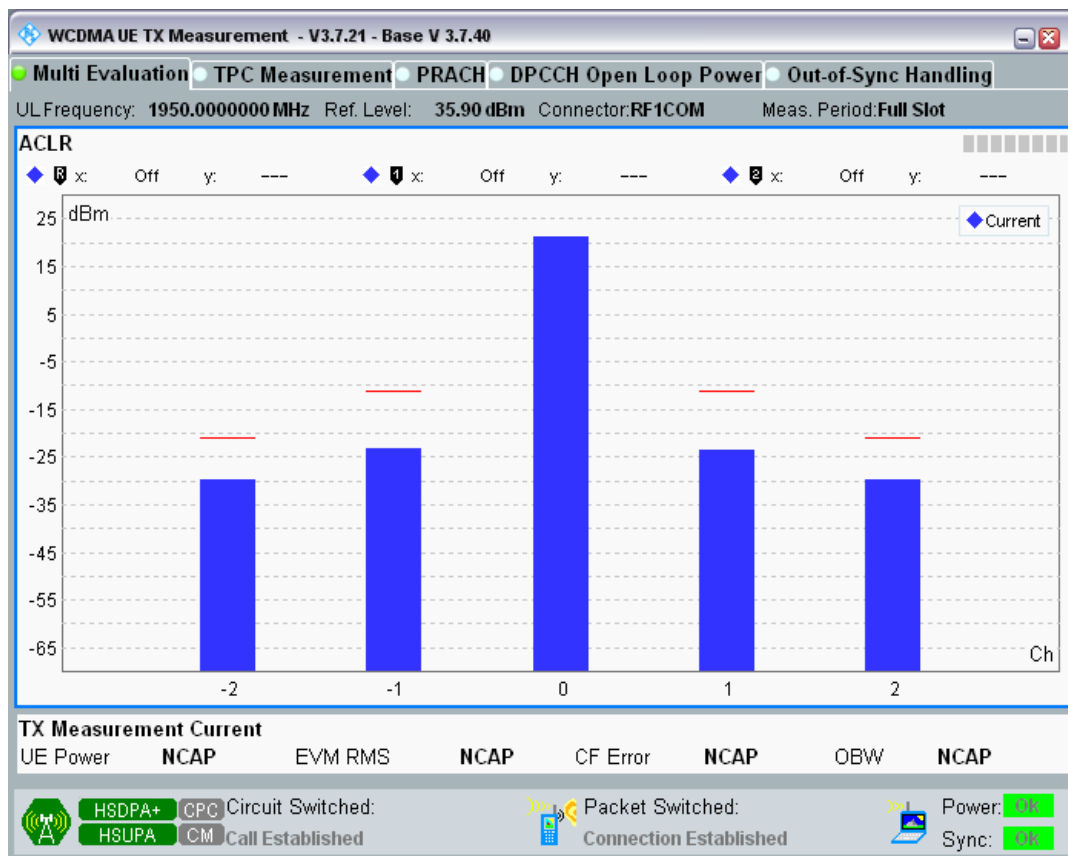 WCDMA UE TX Measurement - V3.7.21 - Base V 3.7.40
Multi Evaluation TPC Measurement PRACH DPCCH Open Loop Power Out-of-Sync Handling
UL Frequency: 1950.0000000 MHz Ref. Level: 35.90 dBm Connector:RF1COM Meas. Period:Full Slot
ACLR
R x: Off y: --- 1 x: Off y: --- 2 x: Off y: ---
dBm
Current
25
15
5
-5
-15
-25
-35
-45
-55
-65
Ch
-2 -1 0 1 2
TX Measurement Current
UE Power NCAP EVM RMS NCAP CF Error NCAP OBW NCAP
HSDPA+ CPC Circuit Switched: Packet Switched: Power: OK
HSUPA CM Call Established Connection Established Sync: OK